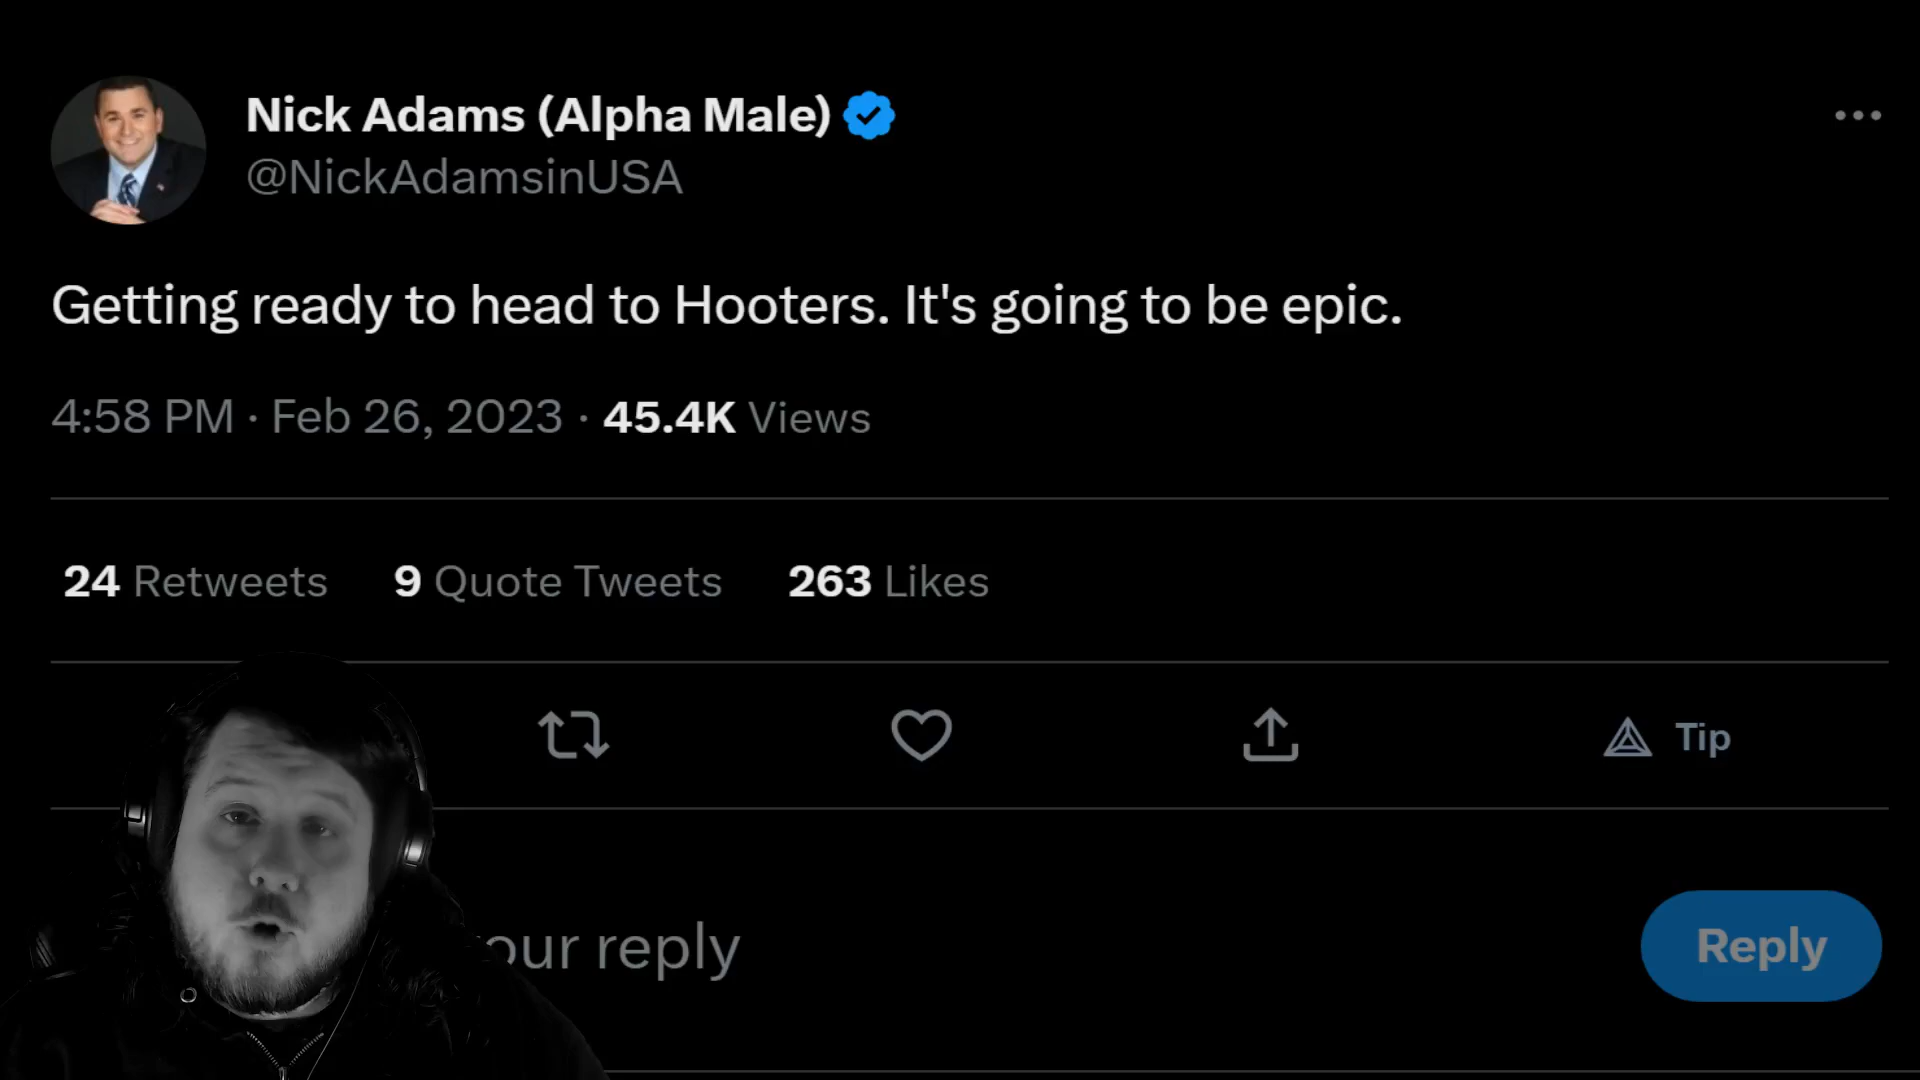 Nick Adams (Alpha Male)
@NickAdamsinUSA
Getting ready to head to Hooters. It's going to be epic.
4:58 PM · Feb 26, 2023 · 45.4K Views
24 Retweets 9 Quote Tweets 263 Likes
Tip
our reply
Reply